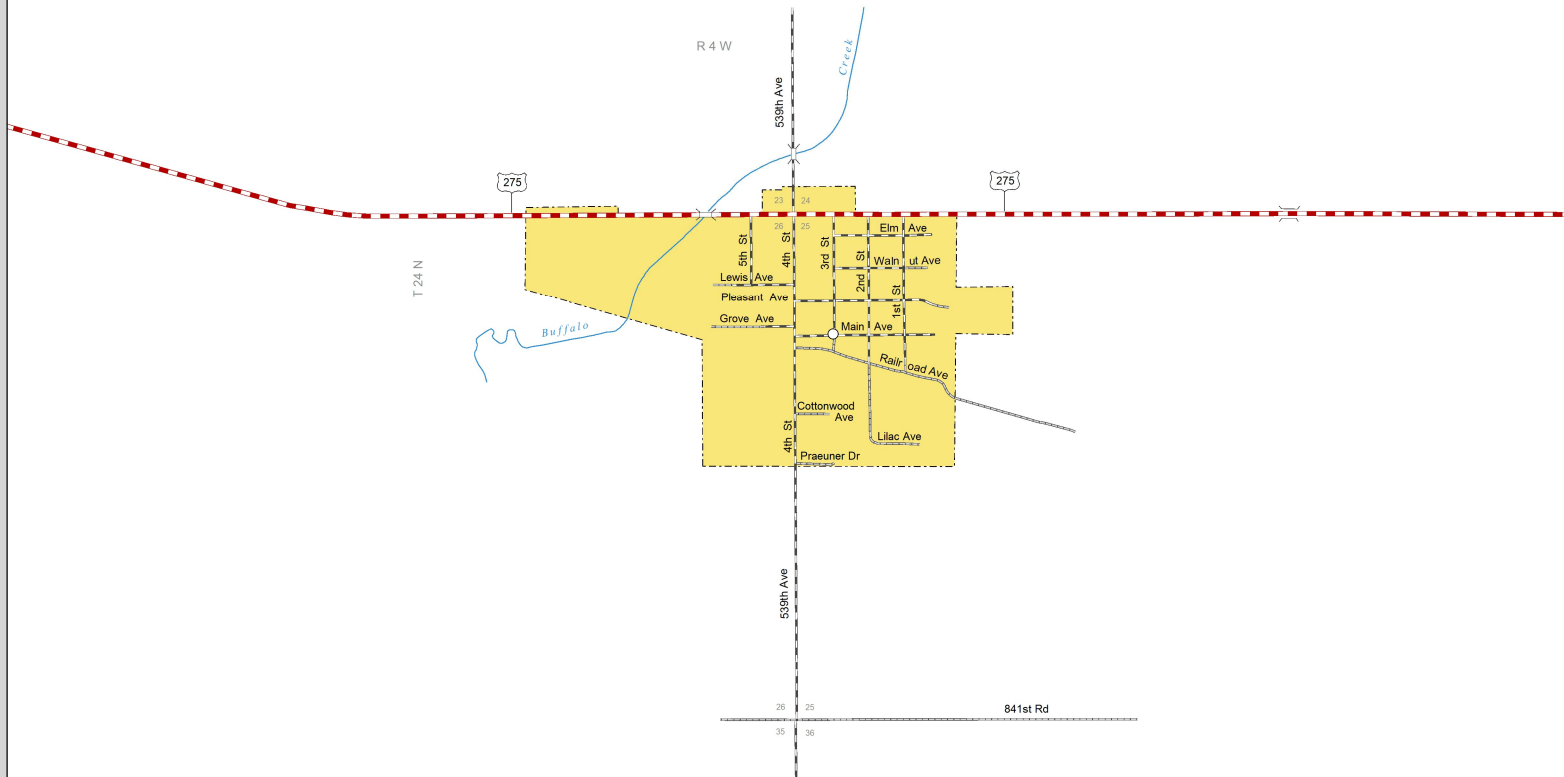 R 4 W
Creek
539th Ave
275
275
23 24
26 25
Elm Ave
5th St
4th St
3rd St
2nd St
Walnut Ave
T 24 N
Lewis Ave
Pleasant Ave
1st St
Grove Ave
Main Ave
Buffalo
Railroad Ave
Cottonwood
Ave
4th St
Lilac Ave
Praeuner Dr
539th Ave
26 25
841st Rd
35 36